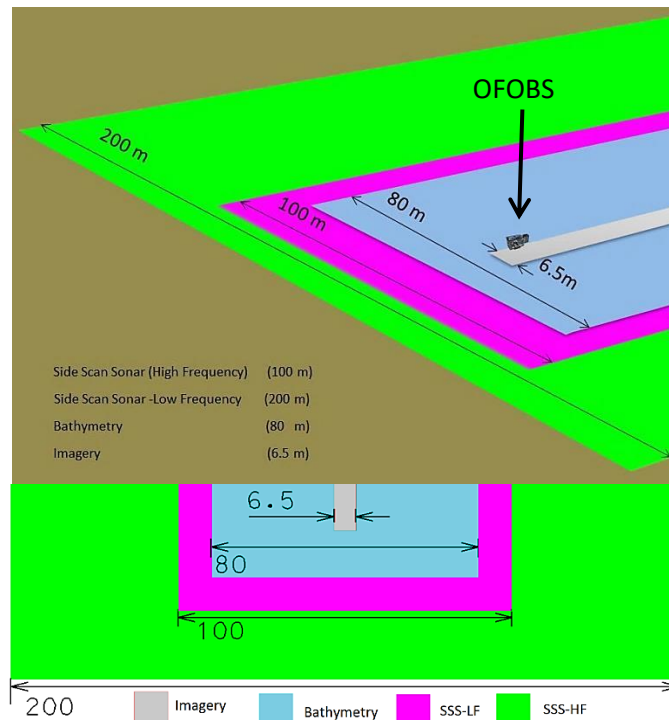 OFOBS
200 m
100 m
80 m
6.5m
Side Scan Sonar (High Frequency) (100 m)
Side Scan Sonar -Low Frequency (200 m)
Bathymetry (80 m)
Imagery (6.5 m)
6.5
80
100
200
Imagery Bathymetry SSS-LF SSS-HF